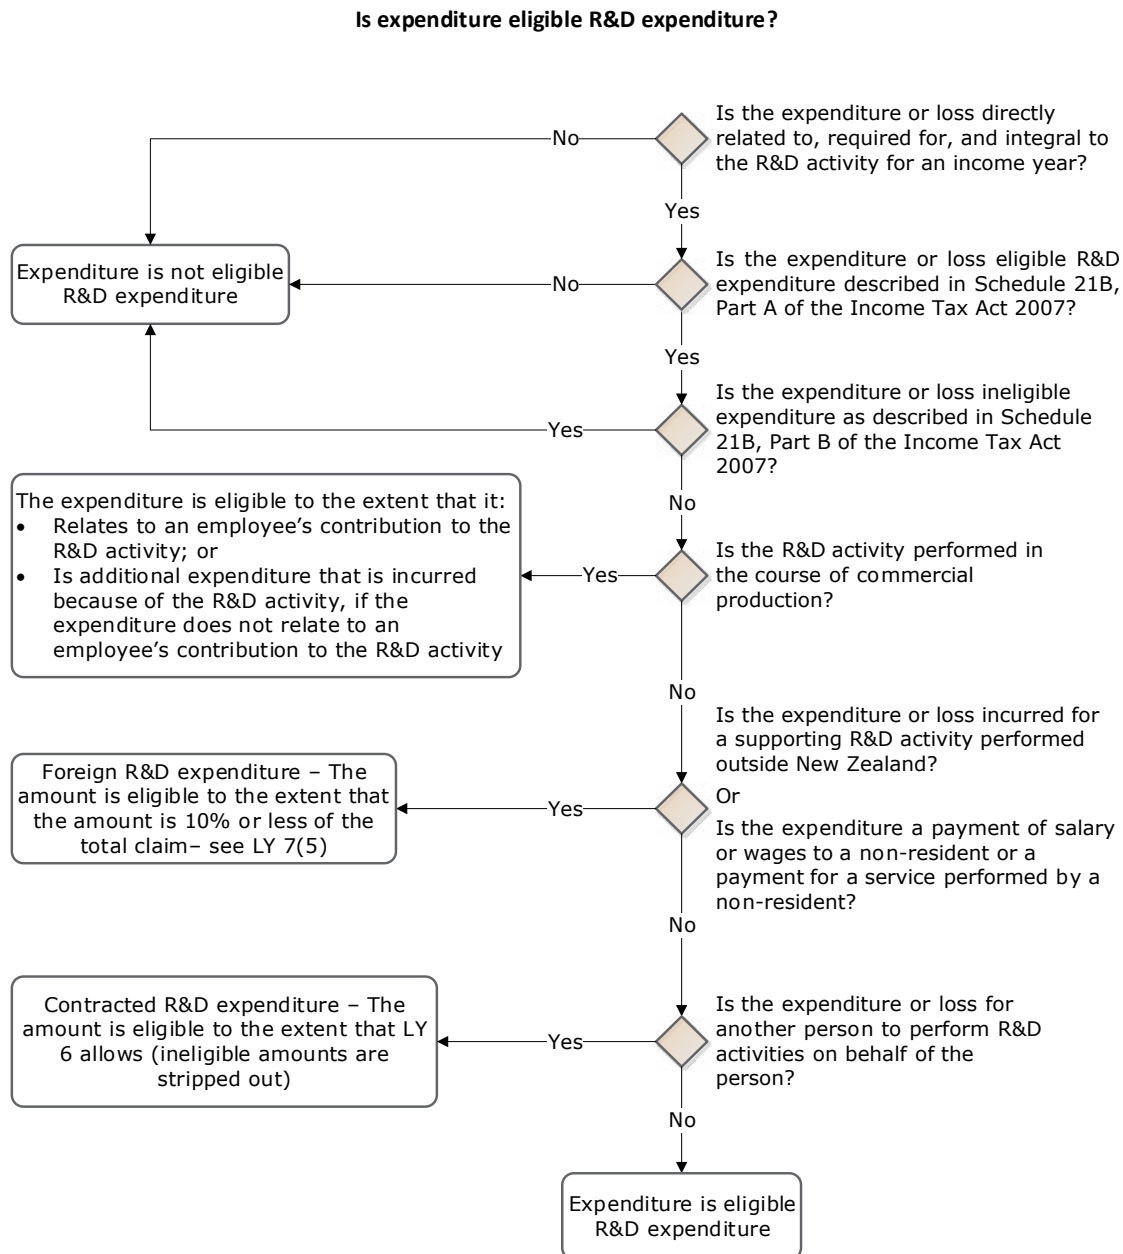 Is expenditure eligible R&D expenditure?
Is the expenditure or loss directly
related to, required for, and integral to
the R&D activity for an income year?
No
Yes
Expenditure is not eligible
R&D expenditure
Is the expenditure or loss eligible R&D
expenditure described in Schedule 21B,
Part A of the Income Tax Act 2007?
No
Yes
Is the expenditure or loss ineligible
expenditure as described in Schedule
21B, Part B of the Income Tax Act
2007?
Yes
No
The expenditure is eligible to the extent that it:
• Relates to an employee's contribution to the
R&D activity; or
• Is additional expenditure that is incurred
because of the R&D activity, if the
expenditure does not relate to an
employee's contribution to the R&D activity
Is the R&D activity performed in
the course of commercial
production?
Yes
No
Is the expenditure or loss incurred for
a supporting R&D activity performed
outside New Zealand?
Or
Is the expenditure a payment of salary
or wages to a non-resident or a
payment for a service performed by a
non-resident?
Foreign R&D expenditure – The
amount is eligible to the extent that
the amount is 10% or less of the
total claim– see LY 7(5)
Yes
No
Contracted R&D expenditure – The
amount is eligible to the extent that LY
6 allows (ineligible amounts are
stripped out)
Yes
Is the expenditure or loss for
another person to perform R&D
activities on behalf of the
person?
No
Expenditure is eligible
R&D expenditure